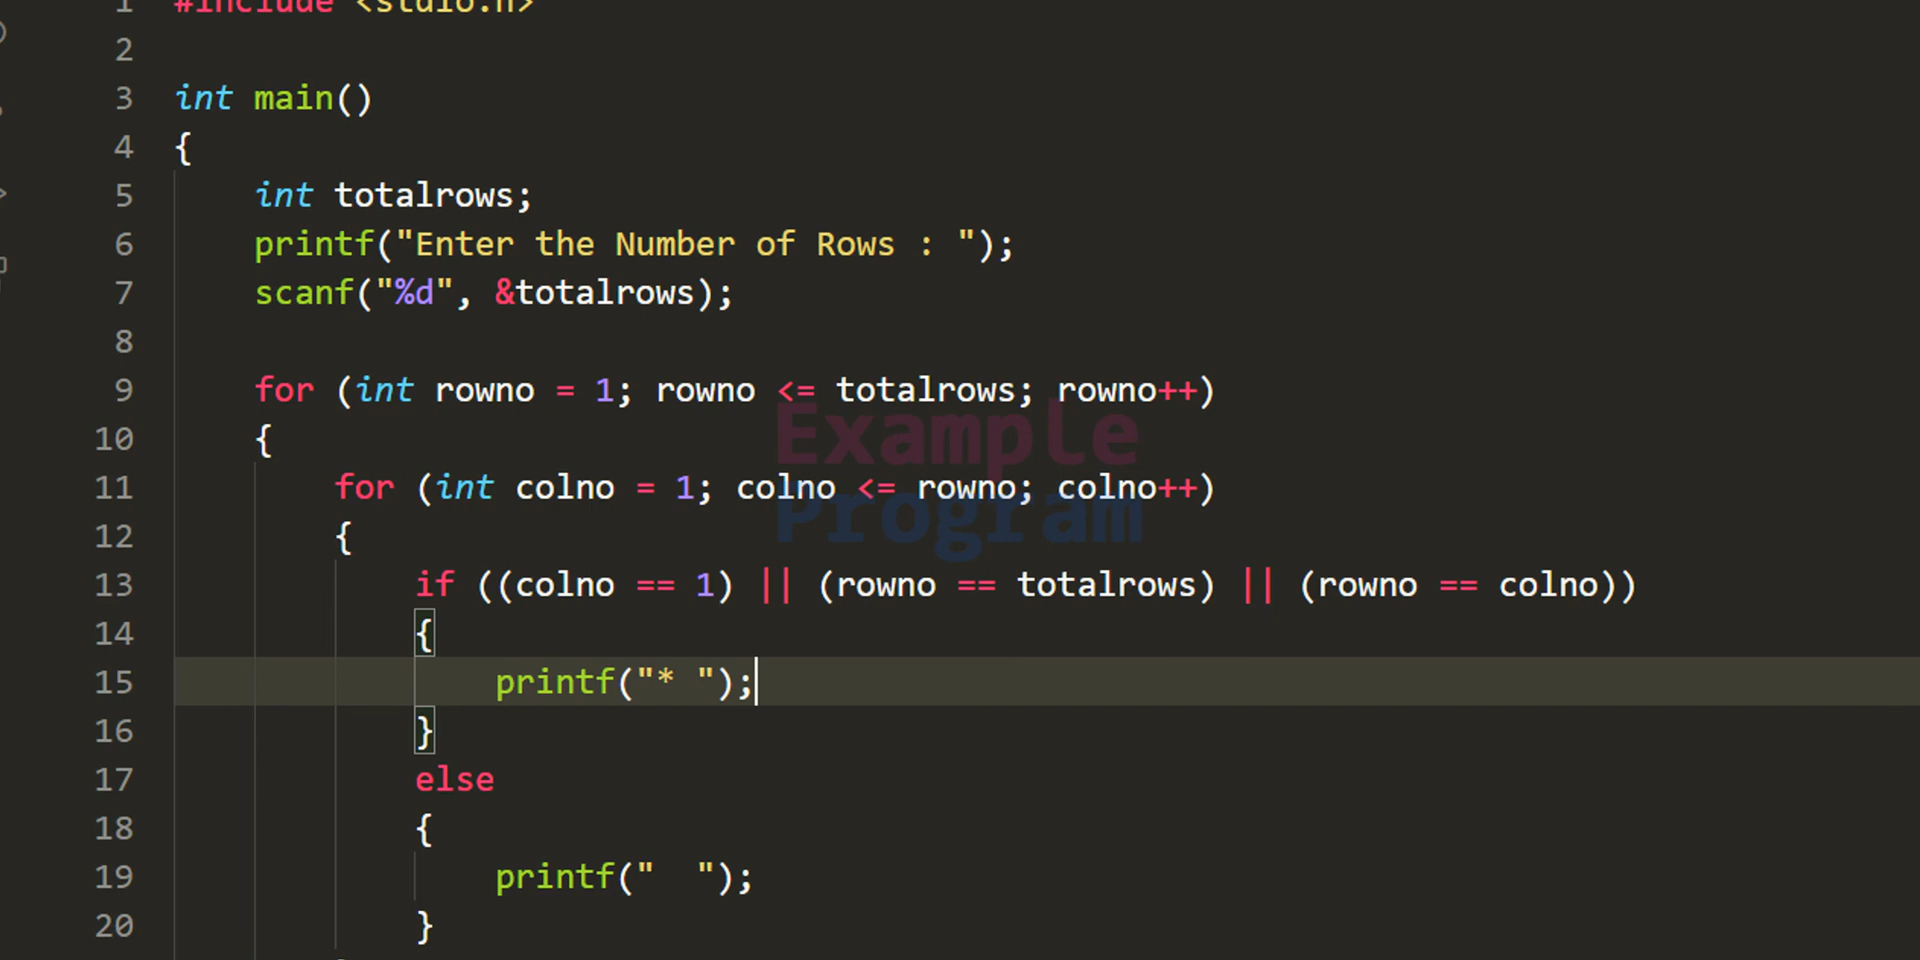 1 #include <stdio.h>
2
3 int main()
4 {
5 int totalrows;
6 printf("Enter the Number of Rows : ");
7 scanf("%d", &totalrows);
8
9 for (int rowno = 1; rowno <= totalrows; rowno++)
10 {
11 for (int colno = 1; colno <= rowno; colno++)
12 {
13 if ((colno == 1) || (rowno == totalrows) || (rowno == colno))
14 {
15 printf("* ");
16 }
17 else
18 {
19 printf("  ");
20 }
Example
Program